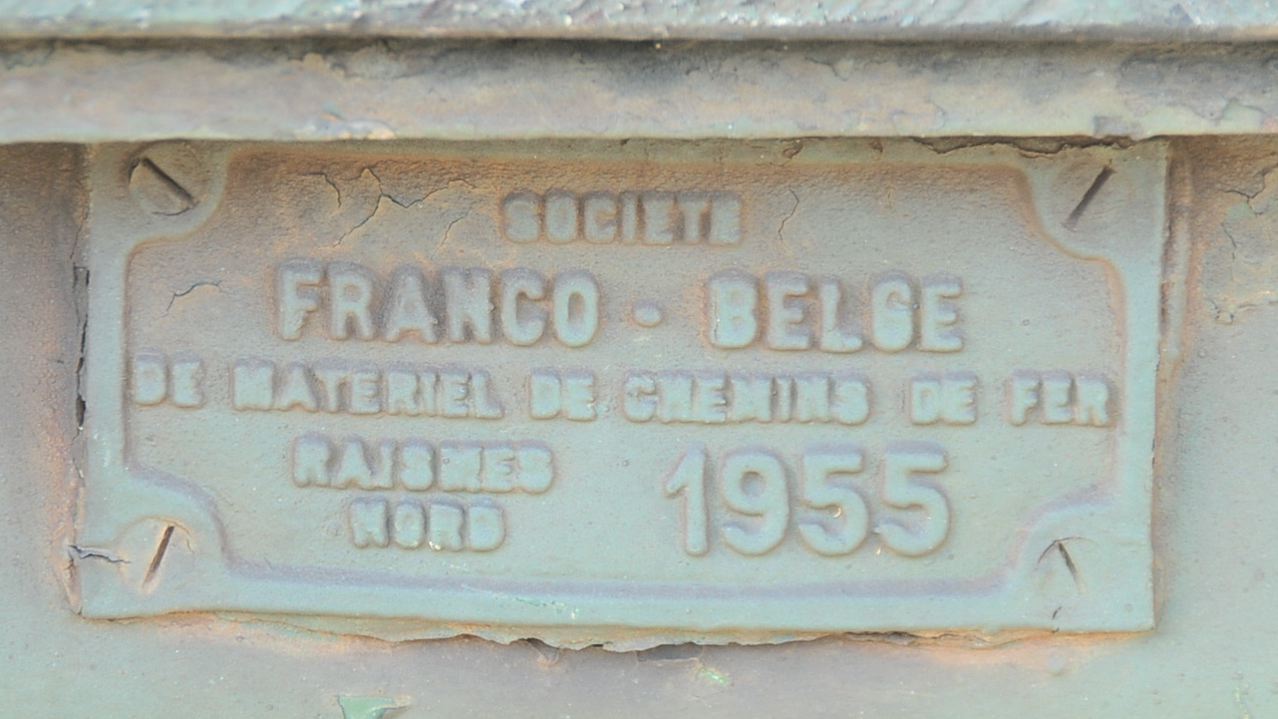 SOCIETE
FRANCO - BELGE
DE MATERIEL DE CHEMINS DE FER
RAISMES
NORD
1955